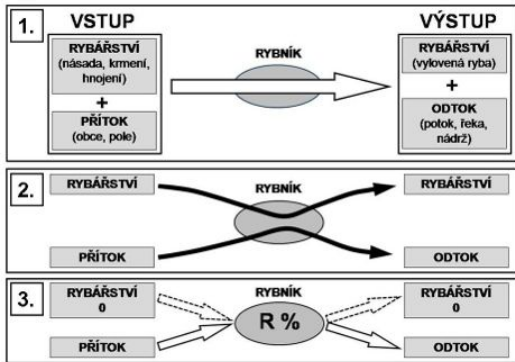 1.
VSTUP
VÝSTUP
RYBÁŘSTVÍ
(násada, krmení,
hnojení)
+
PŘÍTOK
(obce, pole)
RYBNÍK
RYBÁŘSTVÍ
(vylovená ryba)
+
ODTOK
(potok, řeka,
nádrž)
2.
RYBÁŘSTVÍ
RYBNÍK
RYBÁŘSTVÍ
PŘÍTOK
ODTOK
3.
RYBÁŘSTVÍ
0
RYBNÍK
RYBÁŘSTVÍ
0
R %
PŘÍTOK
ODTOK